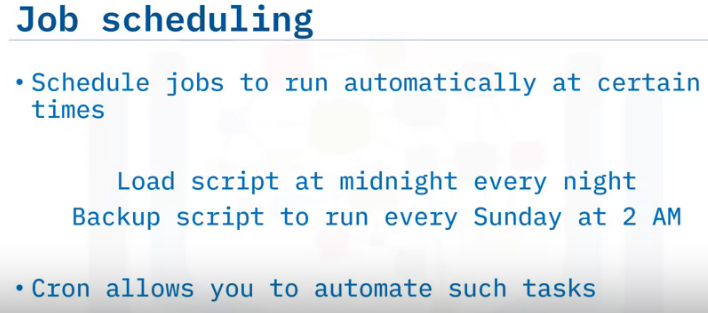 Job scheduling
• Schedule jobs to run automatically at certain
times
Load script at midnight every night
Backup script to run every Sunday at 2 AM
• Cron allows you to automate such tasks